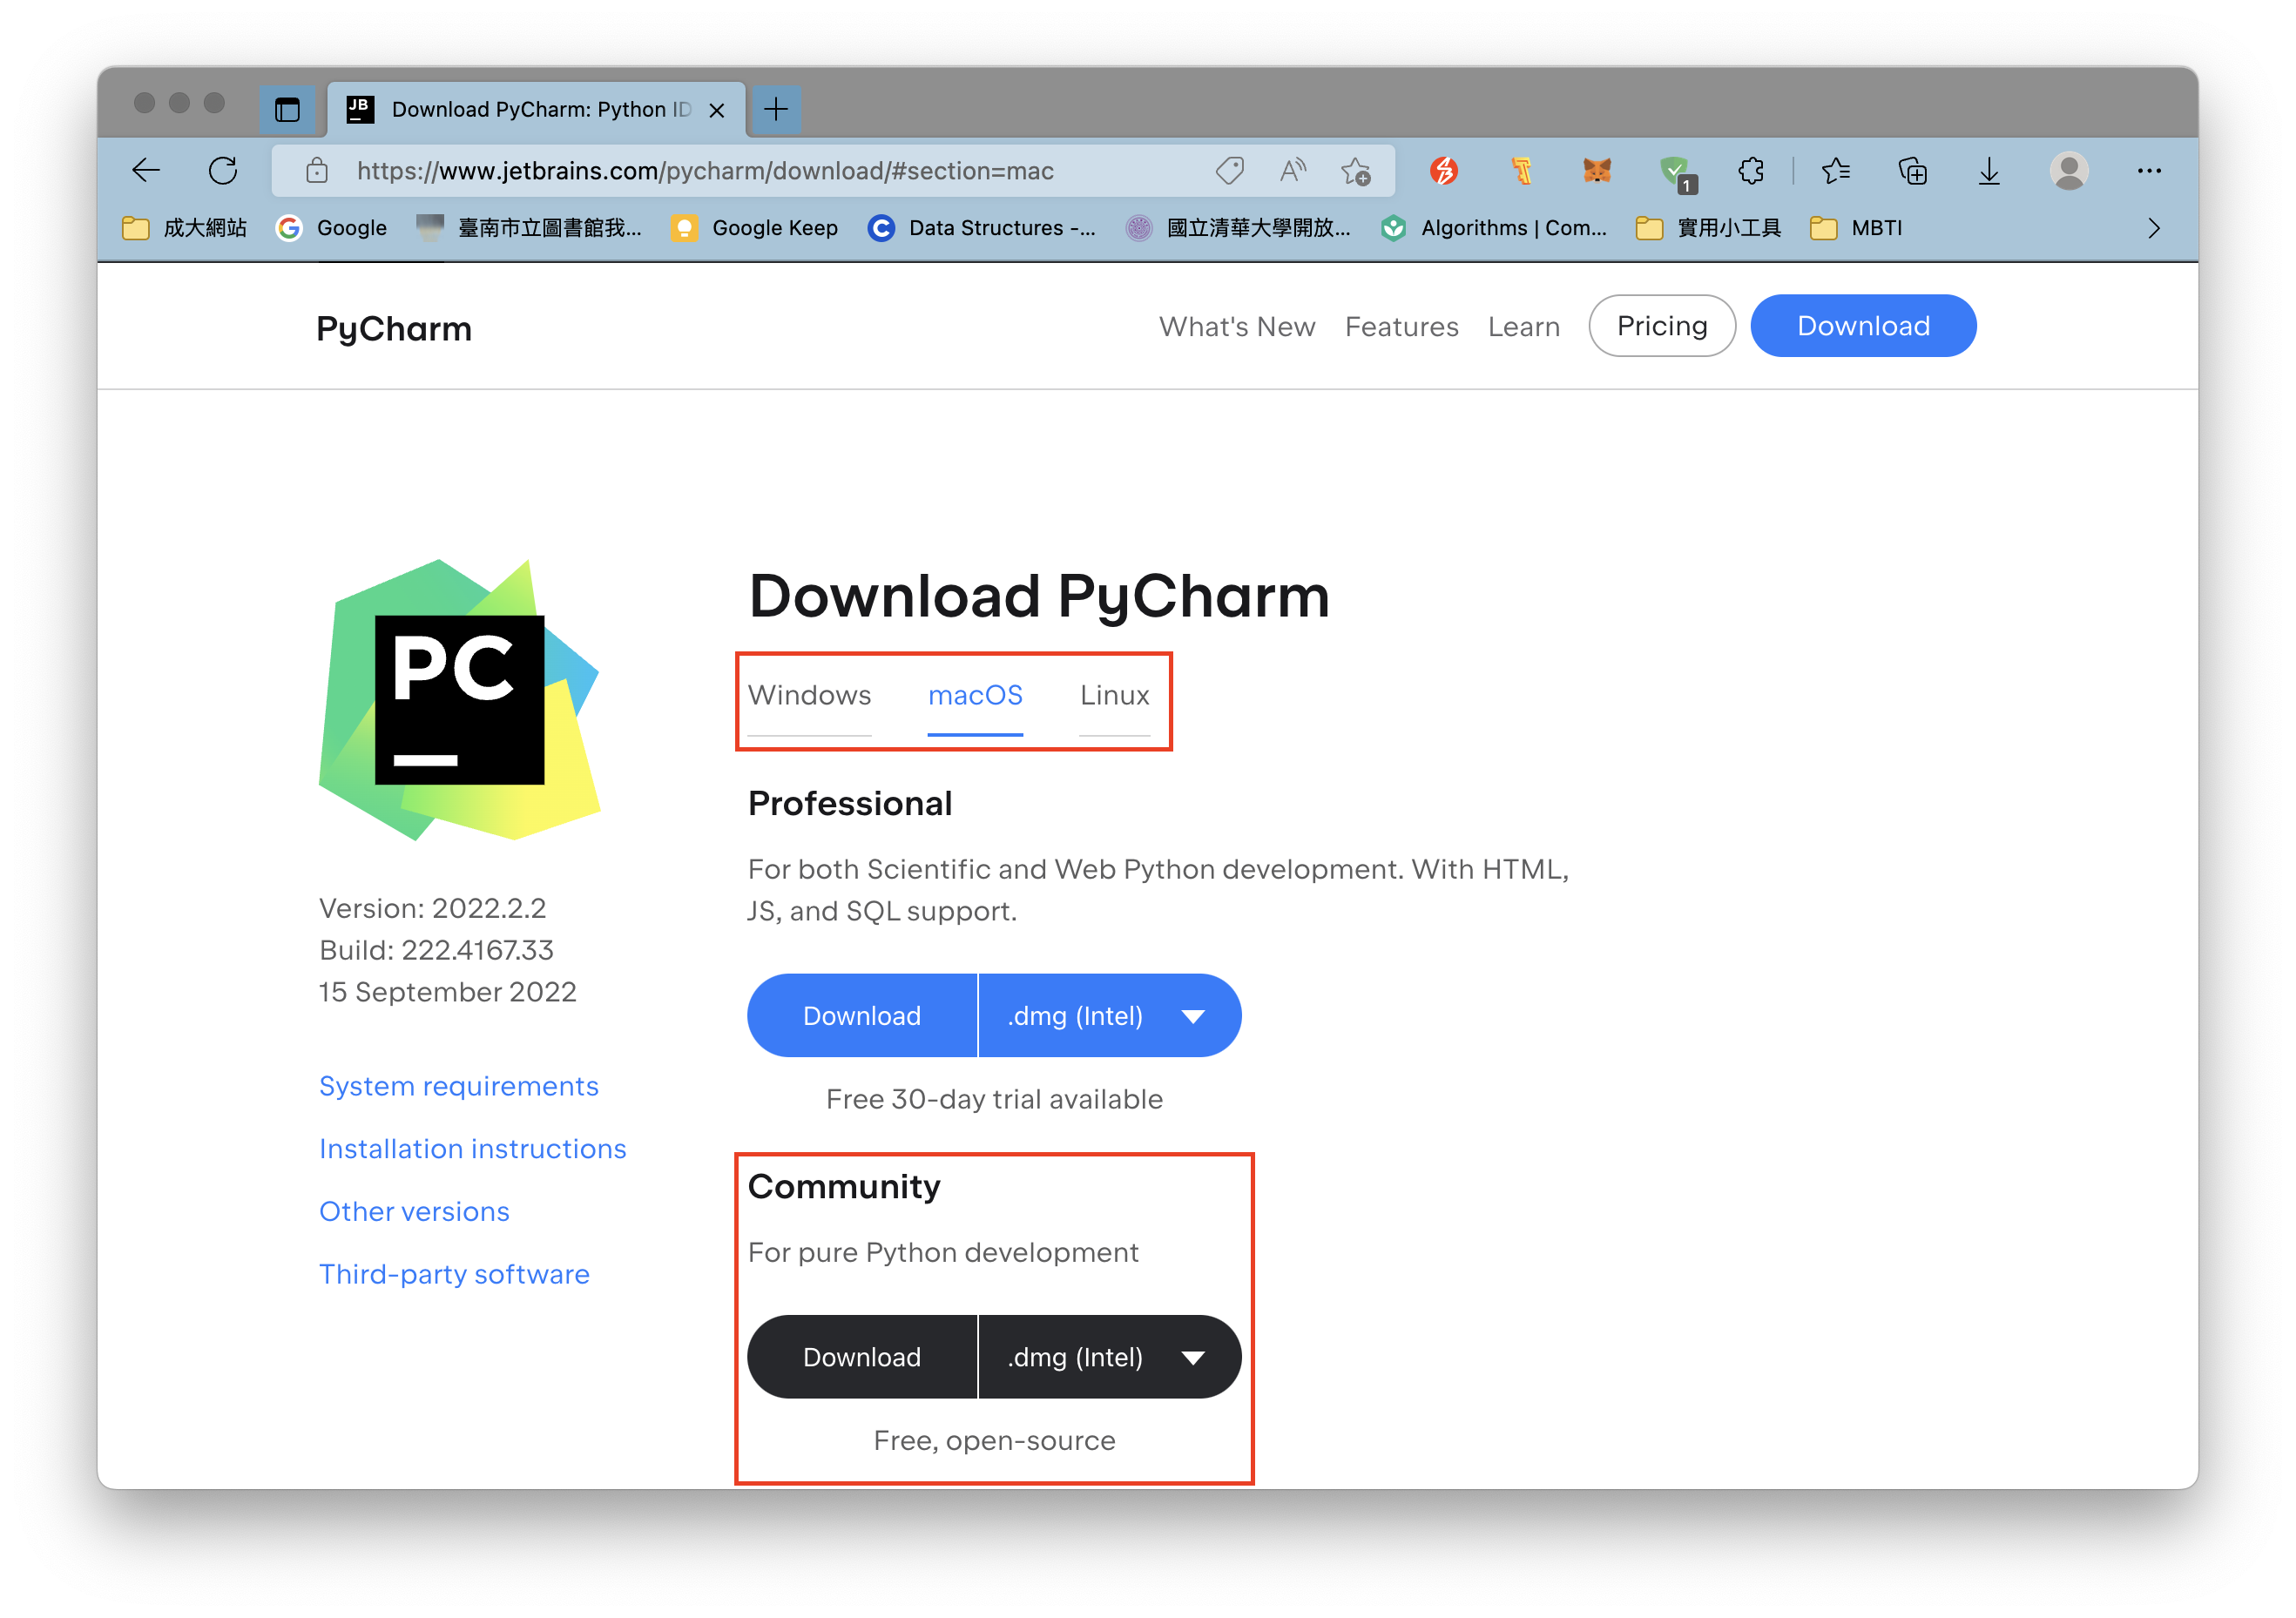 JB
Download PyCharm: Python ID
https://www.jetbrains.com/pycharm/download/#section=mac
1
成大網站
Google
臺南市立圖書館我...
Google Keep
Data Structures -...
國立清華大學開放...
Algorithms | Com...
實用小工具
MBTI
PyCharm
What's New
Features
Learn
Pricing
Download
PC
Version: 2022.2.2
Build: 222.4167.33
15 September 2022
System requirements
Installation instructions
Other versions
Third-party software
Download PyCharm
Windows
macOS
Linux
Professional
For both Scientific and Web Python development. With HTML,
JS, and SQL support.
Download
.dmg (Intel)
Free 30-day trial available
Community
For pure Python development
Download
.dmg (Intel)
Free, open-source